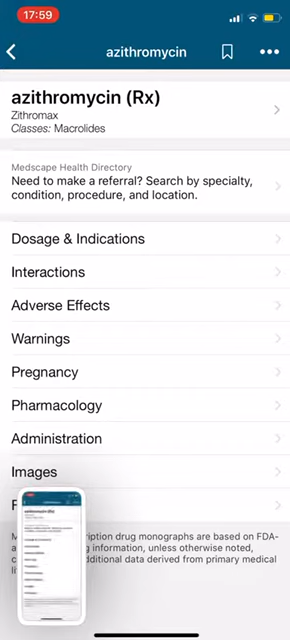 17:59
azithromycin
azithromycin (Rx)
Zithromax
Classes: Macrolides
Medscape Health Directory
Need to make a referral? Search by specialty,
condition, procedure, and location.
Dosage & Indications
Interactions
Adverse Effects
Warnings
Pregnancy
Pharmacology
Administration
Images
F
M
ription drug monographs are based on FDA-
a
g information, unless otherwise noted,
c
dditional data derived from primary medical
li